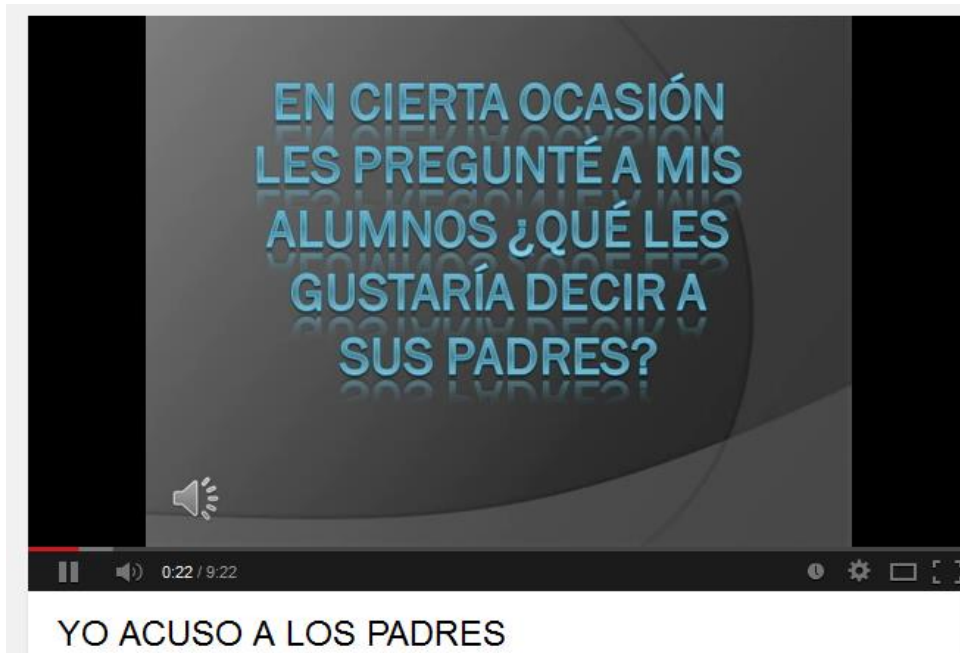 EN CIERTA OCASIÓN
LES PREGUNTÉ A MIS
ALUMNOS ¿QUÉ LES
GUSTARÍA DECIR A
SUS PADRES?
0:22 / 9:22
YO ACUSO A LOS PADRES